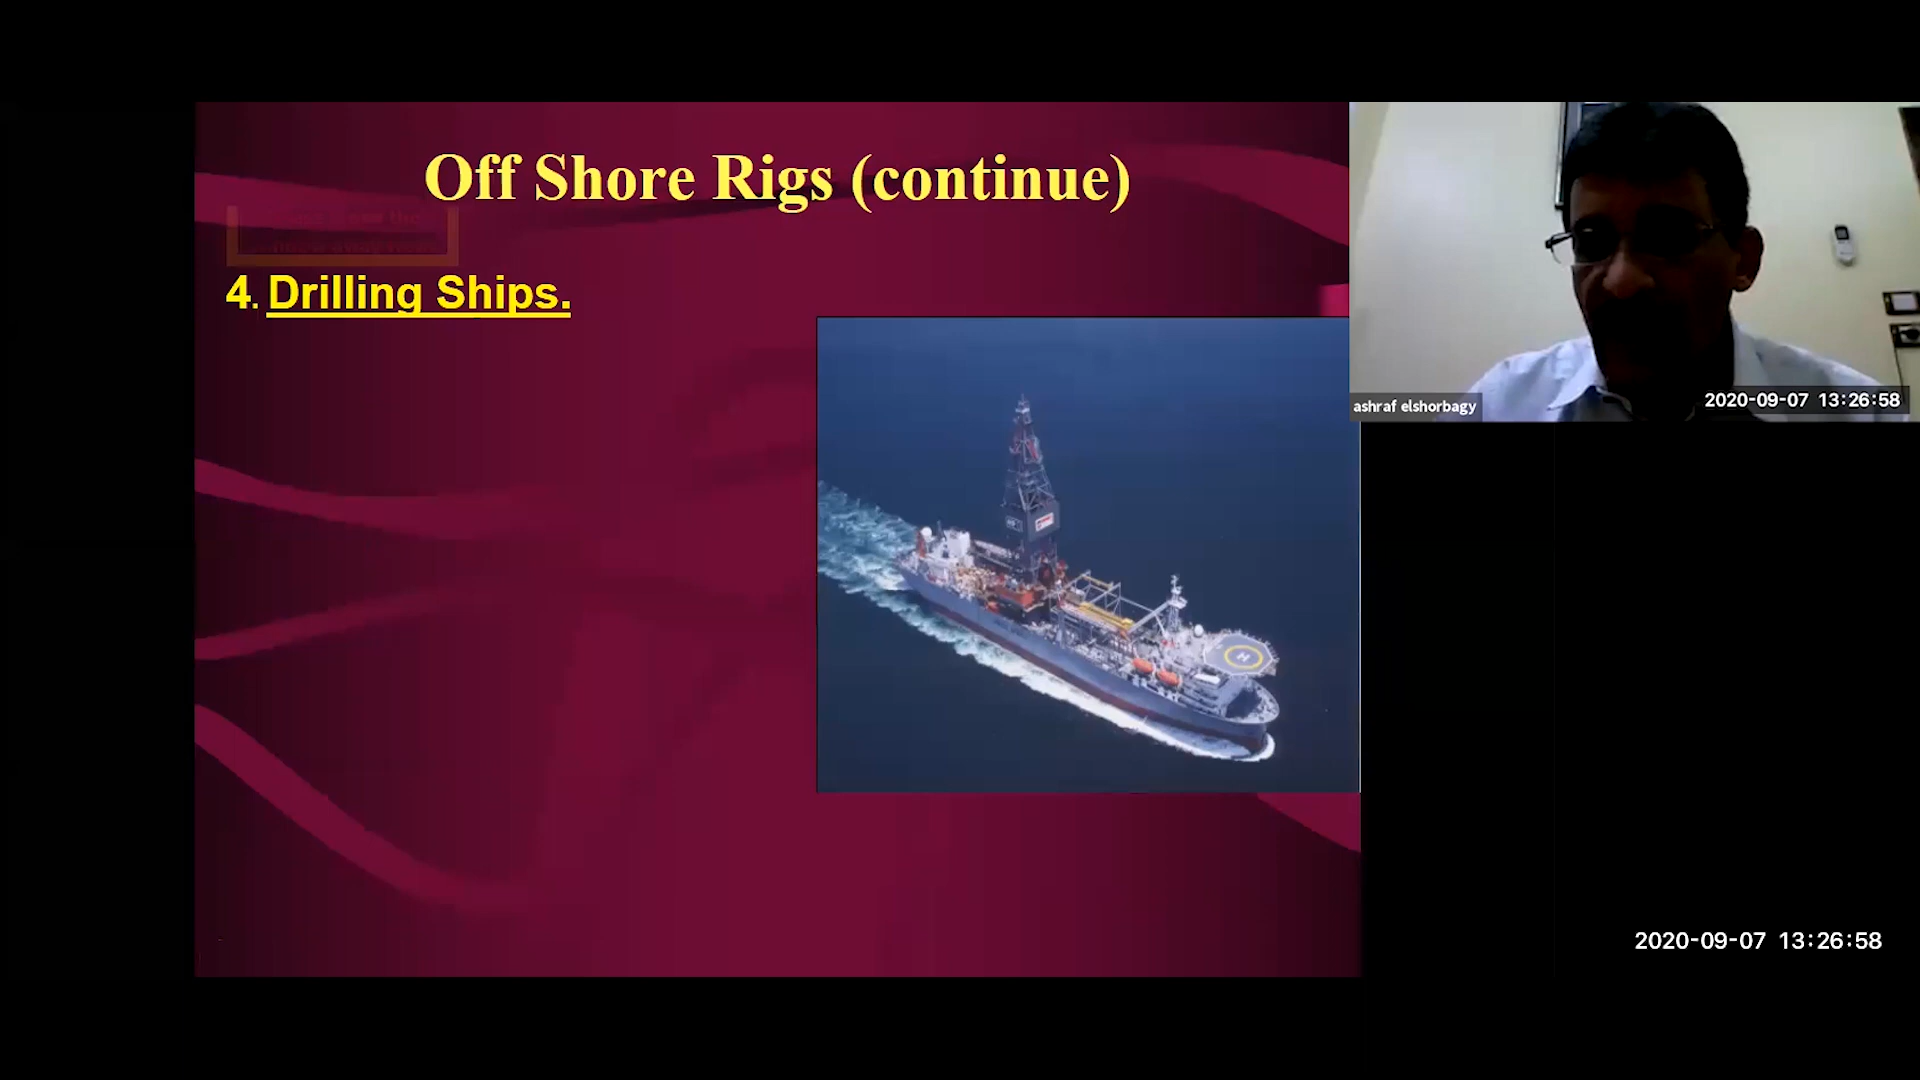 Off Shore Rigs (continue)
4. Drilling Ships.
H
ashraf elshorbagy
2020-09-07 13:26:58
2020-09-07 13:26:58